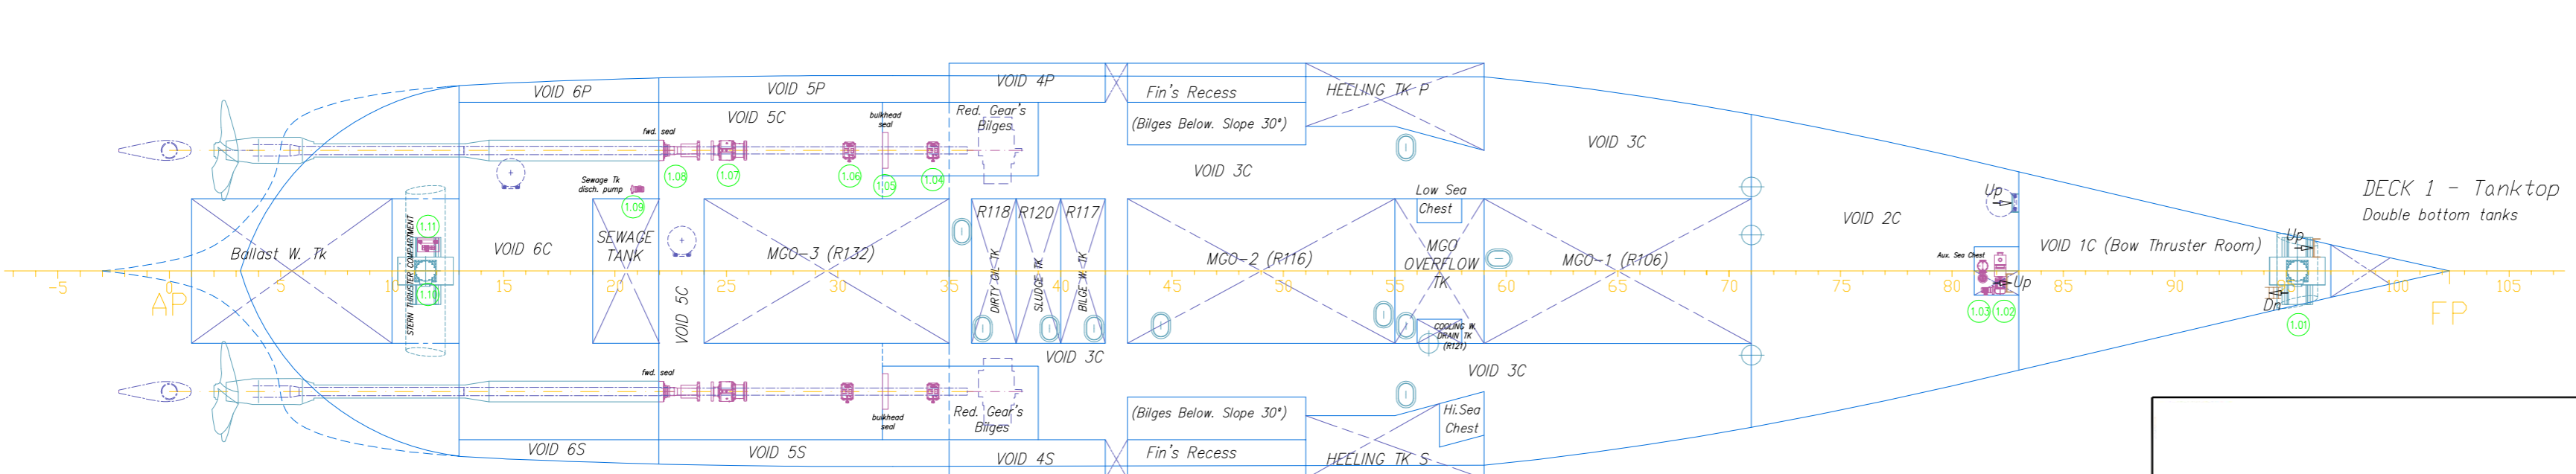 VOID 4P
VOID 6P
VOID 5P
Fin's Recess
HEELING TK P
VOID 5C
bulkhead
seal
Red. Gear's
Bilges
fwd. seal
(Bilges Below. Slope 30°)
VOID 3C
1.08
1.07
1.06
1.05
1.04
VOID 3C
Sewage Tk
disch. pump
1.09
Low Sea
Chest
Up
DECK 1 - Tanktop
Double bottom tanks
R118
R120
R117
VOID 2C
STERN THRUSTER COMPARTMENT
1.11
Ballast W. Tk
VOID 6C
SEWAGE
TANK
MGO-3 (R132)
DIRTY OIL TK
SLUDGE TK
BILGE W. TK
MGO-2 (R116)
MGO
OVERFLOW
TK
MGO-1 (R106)
Aux. Sea Chest
VOID 1C (Bow Thruster Room)
Up
-5
0
5
10
15
20
25
30
35
40
45
50
55
60
65
70
75
80
85
90
95
100
105
AP
1.10
VOID 5C
Up
Dn
FP
1.03
1.02
1.01
COOLING W.
DRAIN TK
(R121)
VOID 3C
VOID 3C
fwd. seal
bulkhead
seal
Red. Gear's
Bilges
(Bilges Below. Slope 30°)
Hi.Sea
Chest
VOID 6S
VOID 5S
VOID 4S
Fin's Recess
HEELING TK S